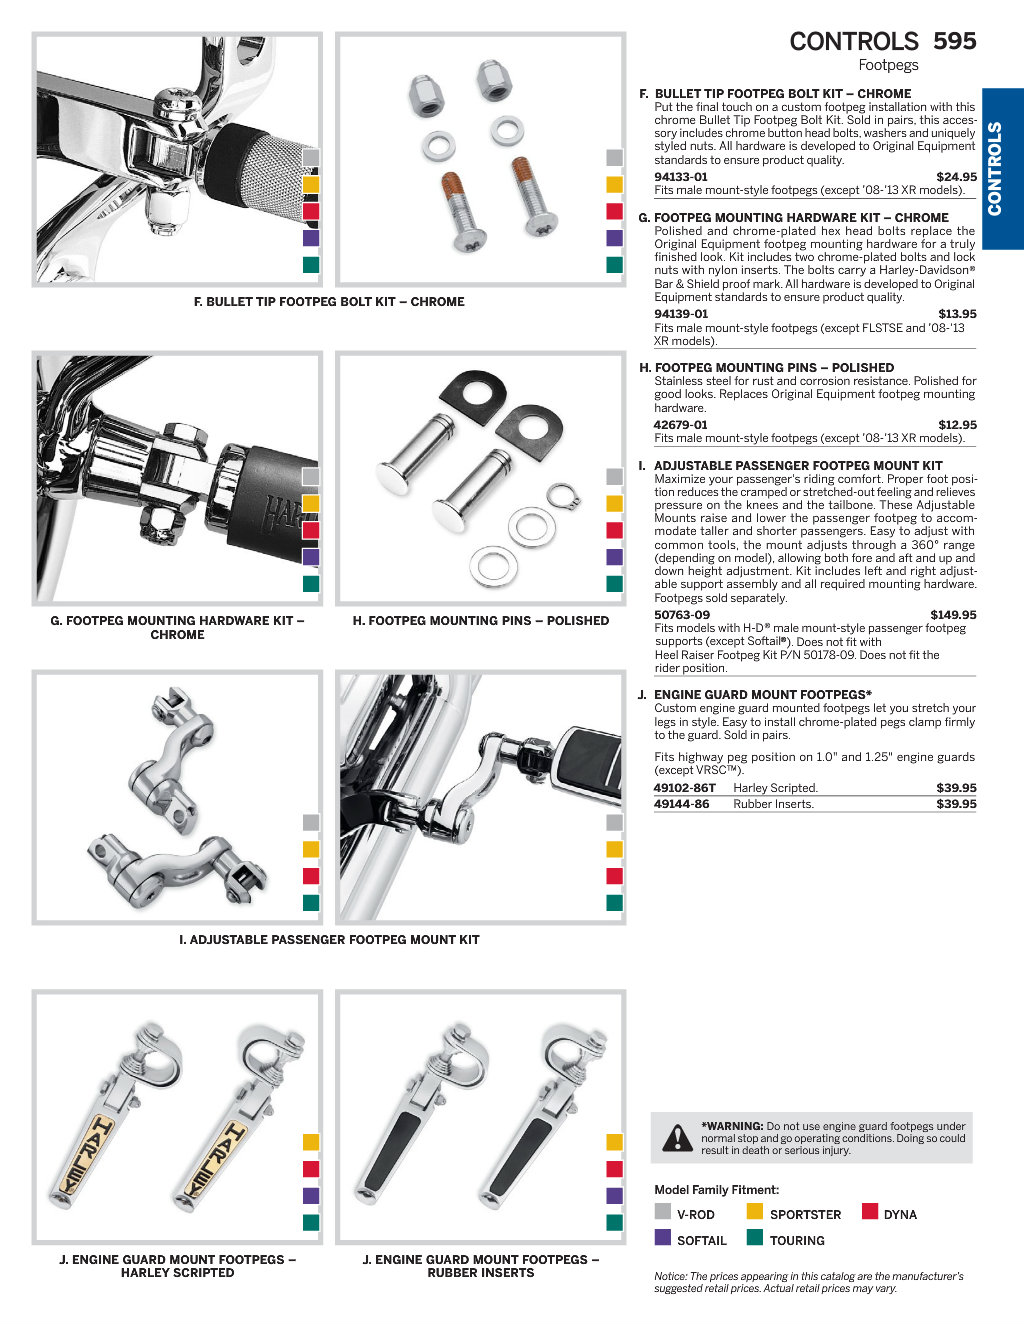 CONTROLS 595
Footpegs
CONTROLS
F. BULLET TIP FOOTPEG BOLT KIT – CHROME
G. FOOTPEG MOUNTING HARDWARE KIT –
CHROME
H. FOOTPEG MOUNTING PINS – POLISHED
I. ADJUSTABLE PASSENGER FOOTPEG MOUNT KIT
HARLEY
HARLEY
J. ENGINE GUARD MOUNT FOOTPEGS –
HARLEY SCRIPTED
J. ENGINE GUARD MOUNT FOOTPEGS –
RUBBER INSERTS
F. BULLET TIP FOOTPEG BOLT KIT – CHROME
Put the final touch on a custom footpeg installation with this
chrome Bullet Tip Footpeg Bolt Kit. Sold in pairs, this acces-
sory includes chrome button head bolts, washers and uniquely
styled nuts. All hardware is developed to Original Equipment
standards to ensure product quality.
94133-01 $24.95
Fits male mount-style footpegs (except ’08-’13 XR models).
G. FOOTPEG MOUNTING HARDWARE KIT – CHROME
Polished and chrome-plated hex head bolts replace the
Original Equipment footpeg mounting hardware for a truly
finished look. Kit includes two chrome-plated bolts and lock
nuts with nylon inserts. The bolts carry a Harley-Davidson®
Bar & Shield proof mark. All hardware is developed to Original
Equipment standards to ensure product quality.
94139-01 $13.95
Fits male mount-style footpegs (except FLSTSE and ’08-’13
XR models).
H. FOOTPEG MOUNTING PINS – POLISHED
Stainless steel for rust and corrosion resistance. Polished for
good looks. Replaces Original Equipment footpeg mounting
hardware.
42679-01 $12.95
Fits male mount-style footpegs (except ’08-’13 XR models).
I. ADJUSTABLE PASSENGER FOOTPEG MOUNT KIT
Maximize your passenger's riding comfort. Proper foot posi-
tion reduces the cramped or stretched-out feeling and relieves
pressure on the knees and the tailbone. These Adjustable
Mounts raise and lower the passenger footpeg to accom-
modate taller and shorter passengers. Easy to adjust with
common tools, the mount adjusts through a 360° range
(depending on model), allowing both fore and aft and up and
down height adjustment. Kit includes left and right adjust-
able support assembly and all required mounting hardware.
Footpegs sold separately.
50763-09 $149.95
Fits models with H-D® male mount-style passenger footpeg
supports (except Softail®). Does not fit with
Heel Raiser Footpeg Kit P/N 50178-09. Does not fit the
rider position.
J. ENGINE GUARD MOUNT FOOTPEGS*
Custom engine guard mounted footpegs let you stretch your
legs in style. Easy to install chrome-plated pegs clamp firmly
to the guard. Sold in pairs.
Fits highway peg position on 1.0" and 1.25" engine guards
(except VRSC™).
49102-86T Harley Scripted. $39.95
49144-86 Rubber Inserts. $39.95
*WARNING: Do not use engine guard footpegs under
normal stop and go operating conditions. Doing so could
result in death or serious injury.
Model Family Fitment:
V-ROD SPORTSTER DYNA
SOFTAIL TOURING
Notice: The prices appearing in this catalog are the manufacturer's
suggested retail prices. Actual retail prices may vary.